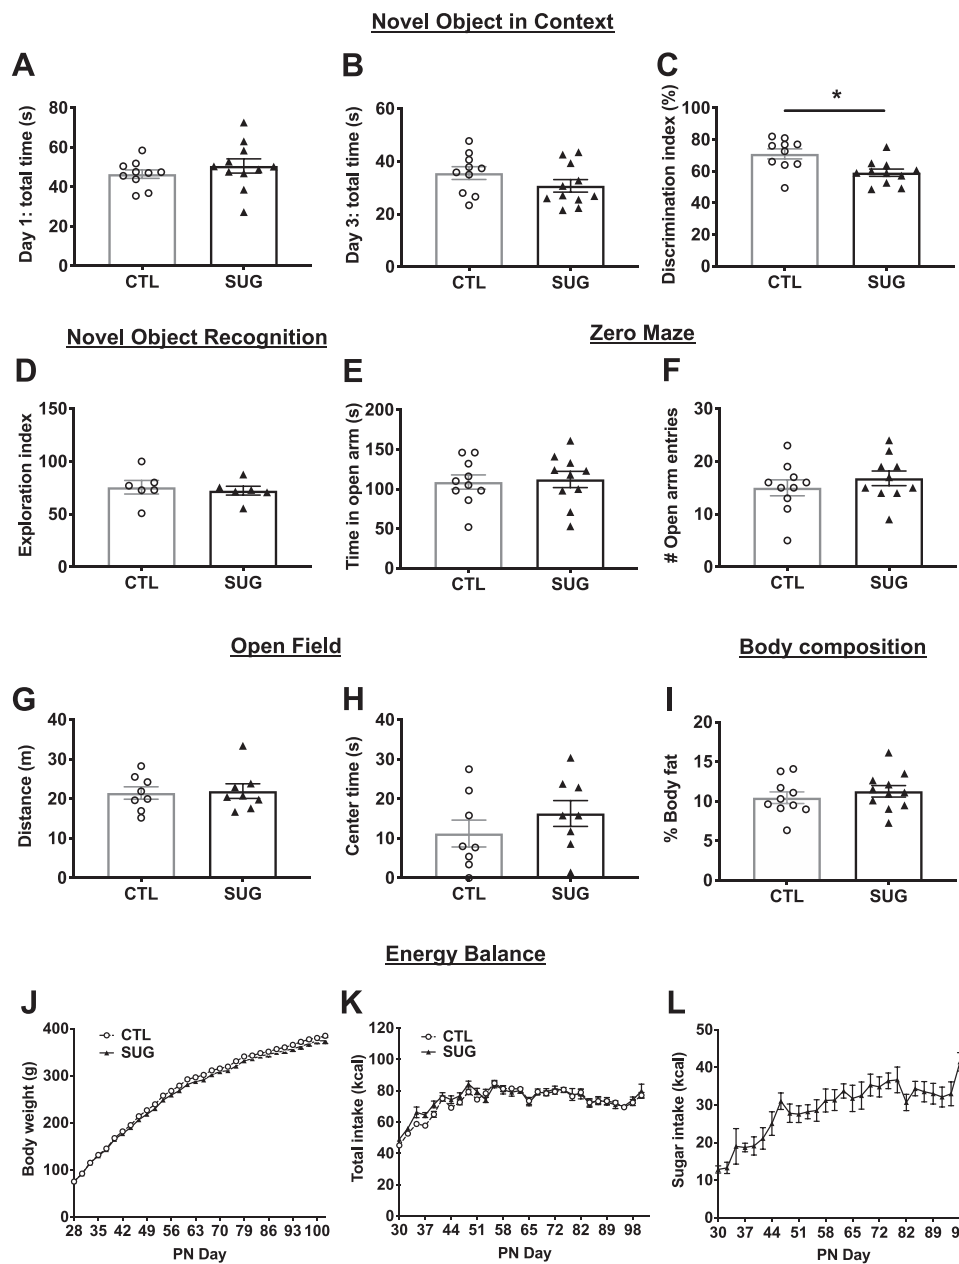 Novel Object in Context
A
B
C
Day 1: total time (s)
80
60
40
20
0
CTL
SUG
Day 3: total time (s)
60
40
20
0
CTL
SUG
Discrimination index (%)
*
100
80
60
40
20
0
CTL
SUG
Novel Object Recognition
Zero Maze
D
E
F
Exploration index
150
100
50
0
CTL
SUG
Time in open arm (s)
200
150
100
50
0
CTL
SUG
# Open arm entries
30
20
10
0
CTL
SUG
Open Field
Body composition
G
H
I
Distance (m)
40
30
20
10
0
CTL
SUG
Center time (s)
40
30
20
10
0
CTL
SUG
% Body fat
20
15
10
5
0
CTL
SUG
Energy Balance
J
K
L
Body weight (g)
400
300
200
100
0
CTL
SUG
28 35 42 49 56 63 70 79 86 93 100
PN Day
Total intake (kcal)
120
100
80
60
40
20
0
CTL
SUG
30 37 44 51 58 65 72 82 89 98
PN Day
Sugar intake (kcal)
50
40
30
20
10
0
30 37 44 51 58 65 72 82 89
PN Day